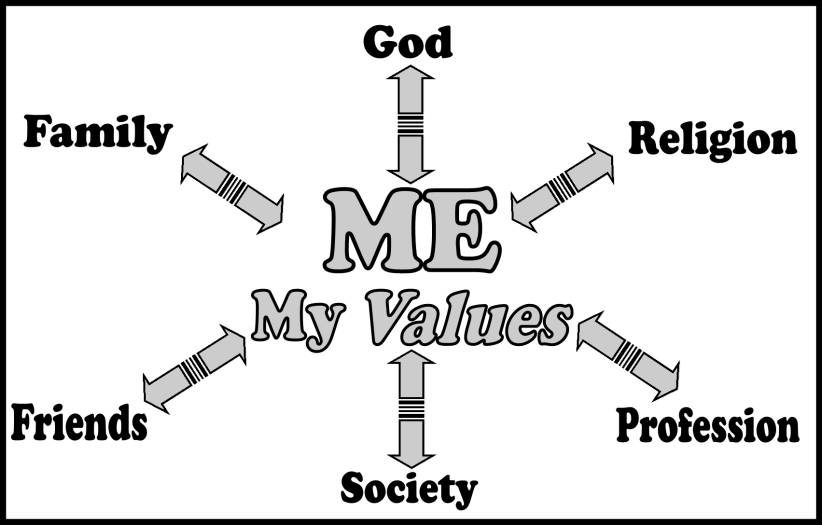 God
Family
Religion
ME
My Values
Friends
Profession
Society